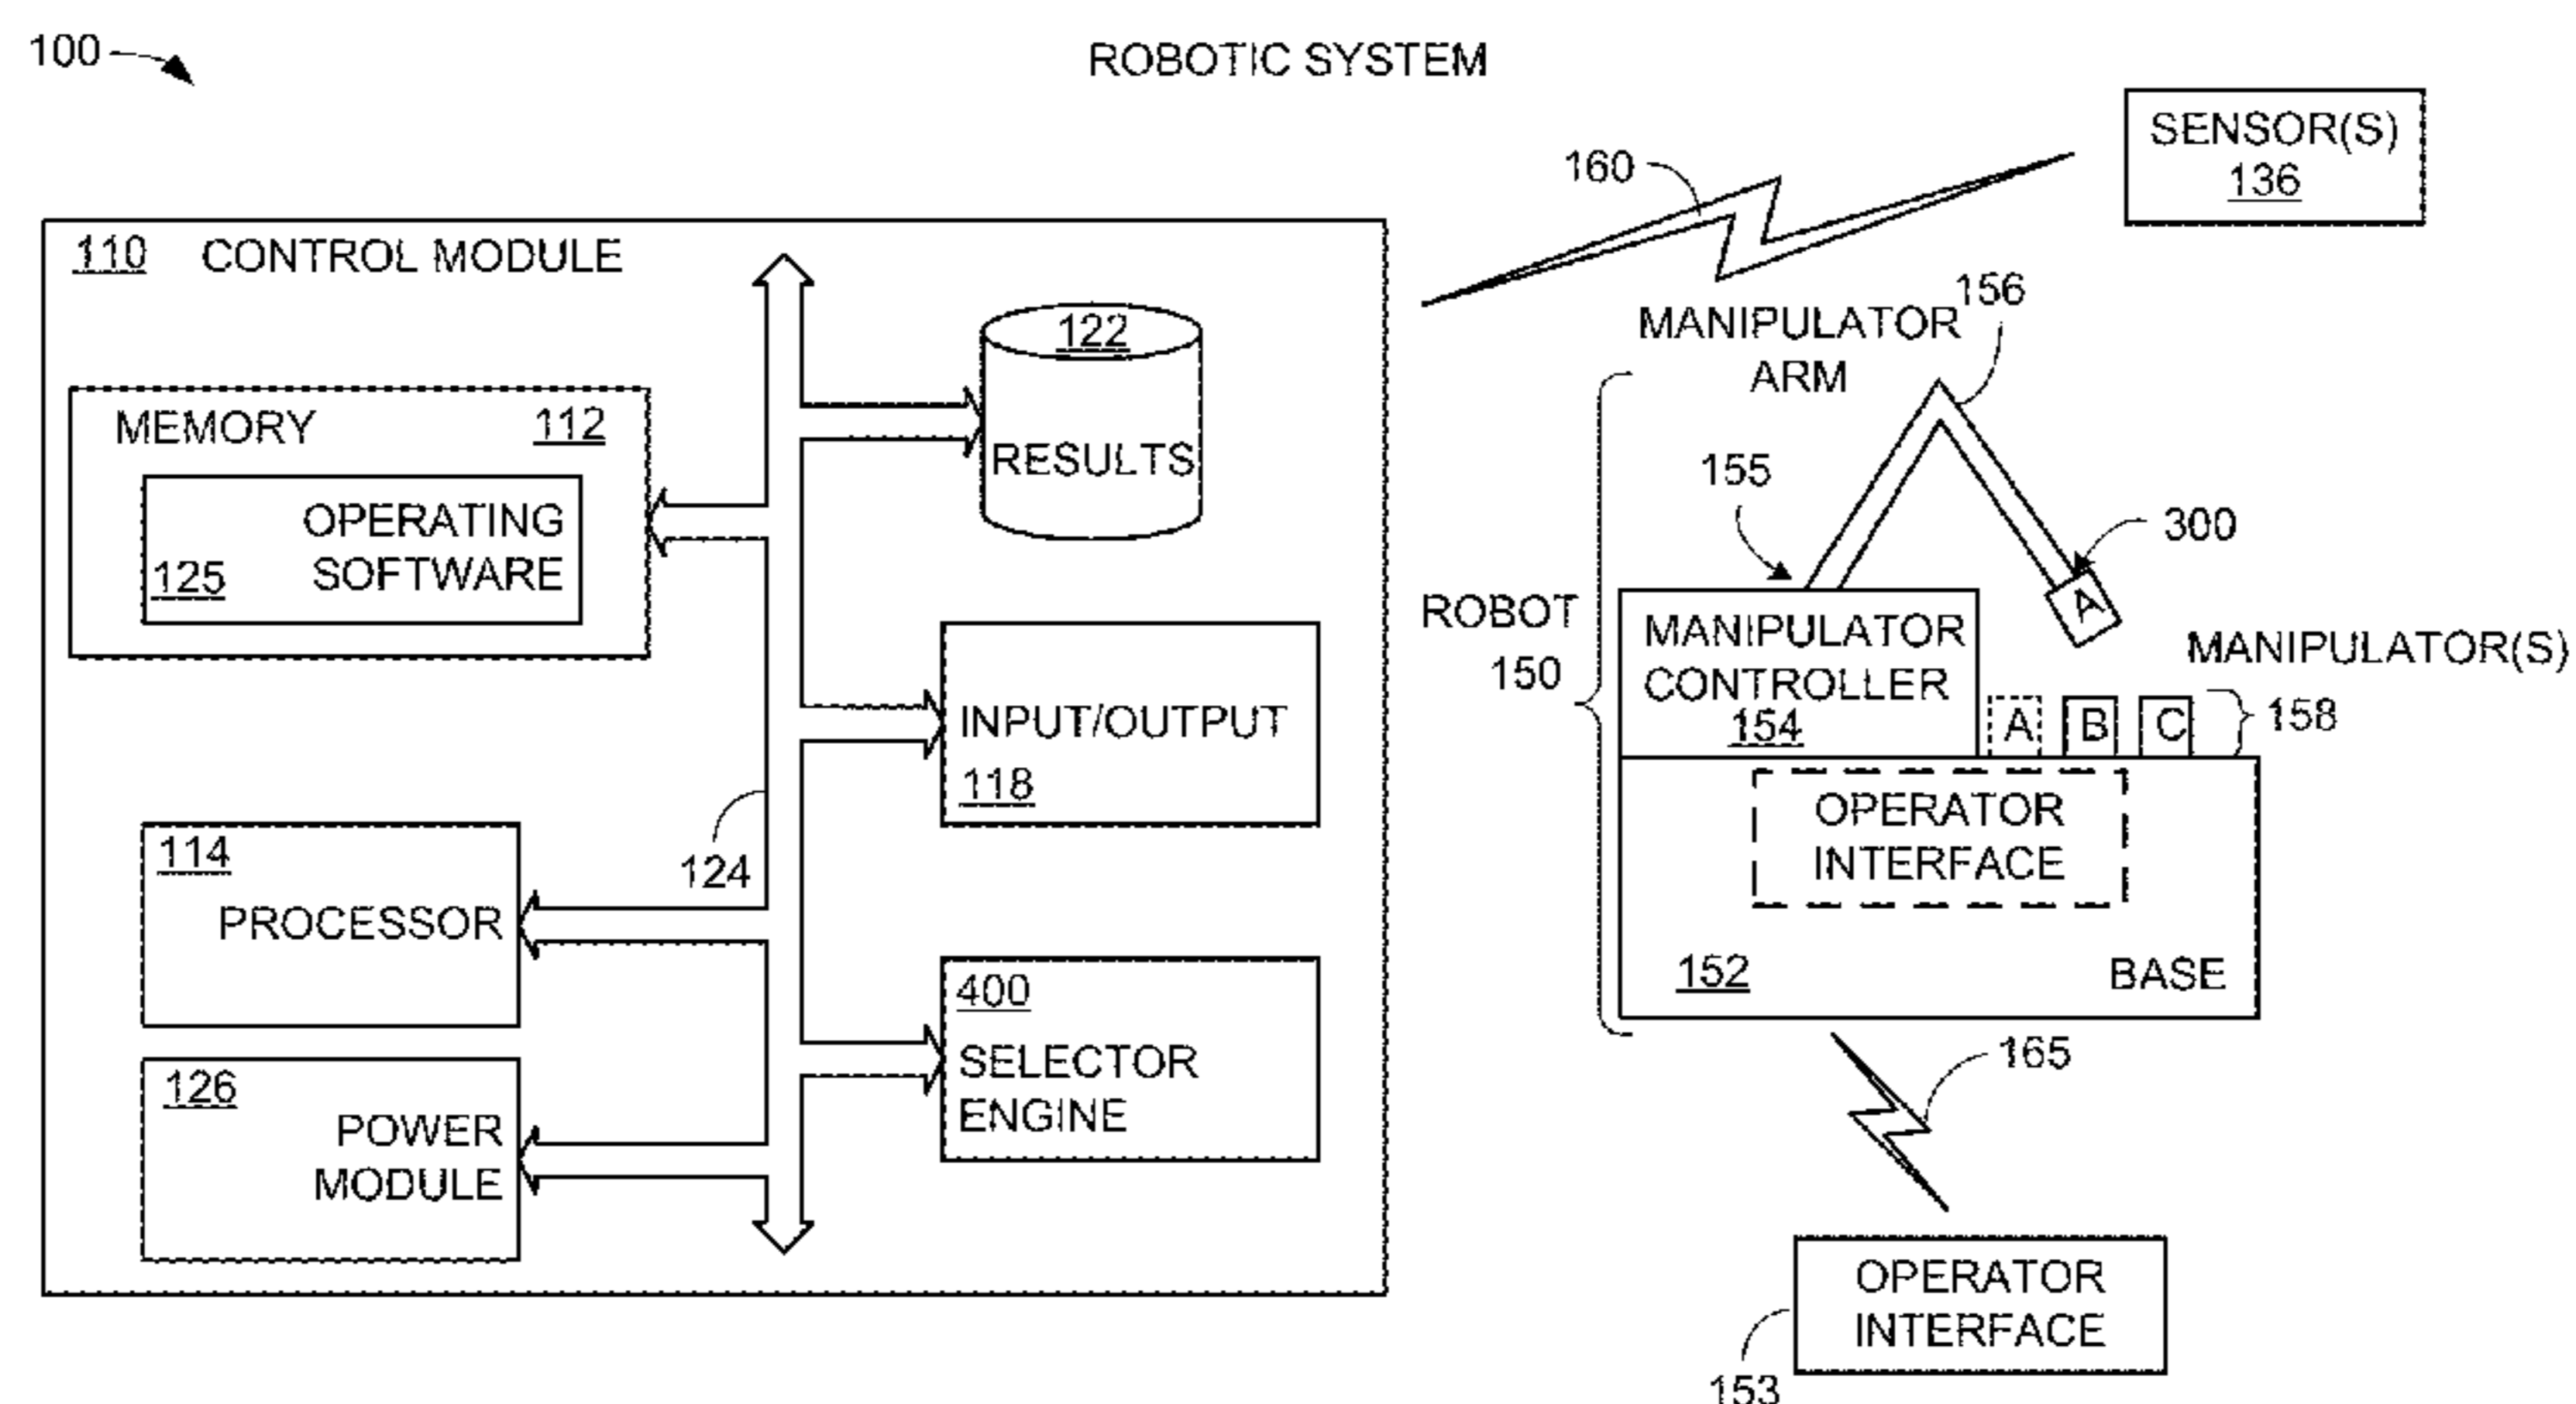 100
ROBOTIC SYSTEM
SENSOR(S)
136
160
110 CONTROL MODULE
122
RESULTS
MEMORY 112
OPERATING
125 SOFTWARE
INPUT/OUTPUT
118
124
114
PROCESSOR
400
SELECTOR
ENGINE
126
POWER
MODULE
MANIPULATOR
ARM
156
155
300
A
ROBOT
150
MANIPULATOR
CONTROLLER
154
MANIPULATOR(S)
A B C
158
OPERATOR
INTERFACE
152 BASE
165
OPERATOR
INTERFACE
153